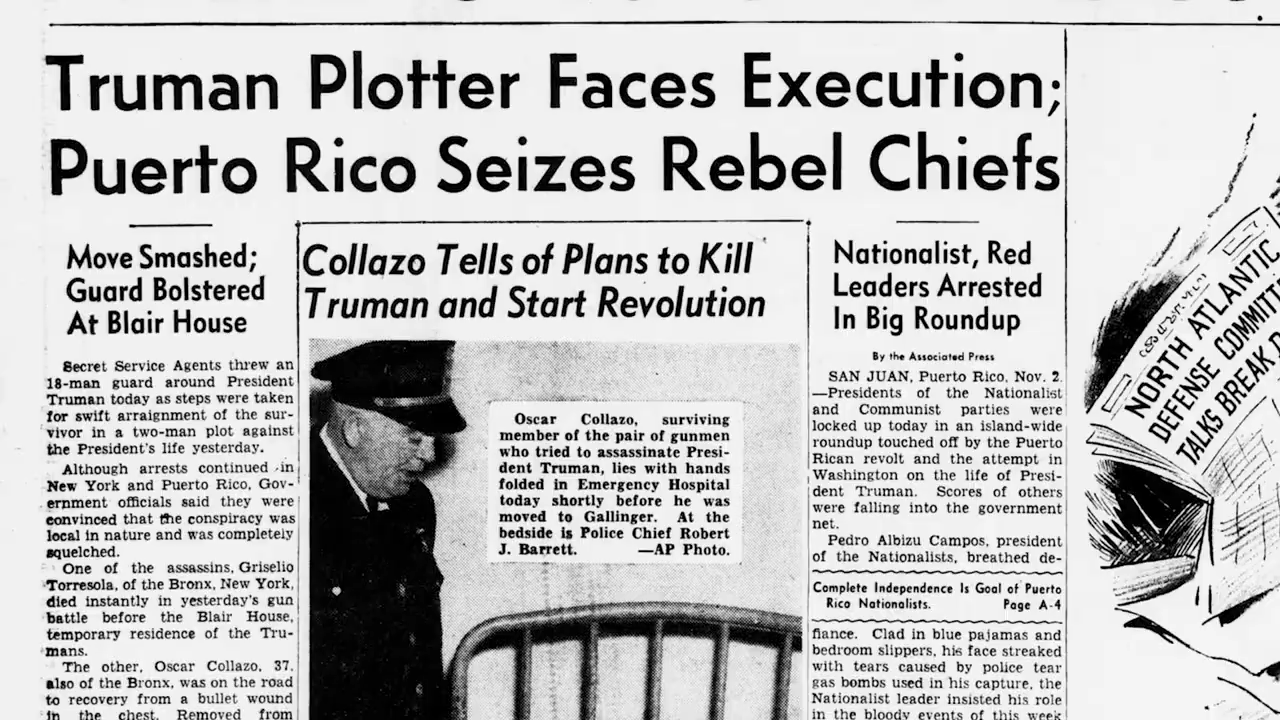 Truman Plotter Faces Execution;
Puerto Rico Seizes Rebel Chiefs
Move Smashed;
Guard Bolstered
At Blair House
Secret Service Agents threw an
18-man guard around President
Truman today as steps were taken
for swift arraignment of the sur-
vivor in a two-man plot against
the President's life yesterday.
Although arrests continued in
New York and Puerto Rico, Gov-
ernment officials said they were
convinced that the conspiracy was
local in nature and was completely
squelched.
One of the assassins, Griselio
Torresola, of the Bronx, New York,
died instantly in yesterday's gun
battle before the Blair House,
temporary residence of the Tru-
mans.
The other, Oscar Collazo, 37,
also of the Bronx, was on the road
to recovery from a bullet wound
in the chest. Removed from
Collazo Tells of Plans to Kill
Truman and Start Revolution
Oscar Collazo, surviving
member of the pair of gunmen
who tried to assassinate Presi-
dent Truman, lies with hands
folded in Emergency Hospital
today shortly before he was
moved to Gallinger. At the
bedside is Police Chief Robert
J. Barrett. —AP Photo.
Nationalist, Red
Leaders Arrested
In Big Roundup
By the Associated Press
SAN JUAN, Puerto Rico, Nov. 2.
—Presidents of the Nationalist
and Communist parties were
locked up today in an island-wide
roundup touched off by the Puerto
Rican revolt and the attempt in
Washington on the life of Presi-
dent Truman. Scores of others
were falling into the government
net.
Pedro Albizu Campos, president
of the Nationalists, breathed de-
Complete Independence Is Goal of Puerto
Rico Nationalists. Page A-4
fiance. Clad in blue pajamas and
bedroom slippers, his face streaked
with tears caused by police tear
gas bombs used in his capture, the
Nationalist leader insisted his role
in the bloody events of this week
NORTH ATLANTIC
DEFENSE COMMITT
TALKS BREAK D